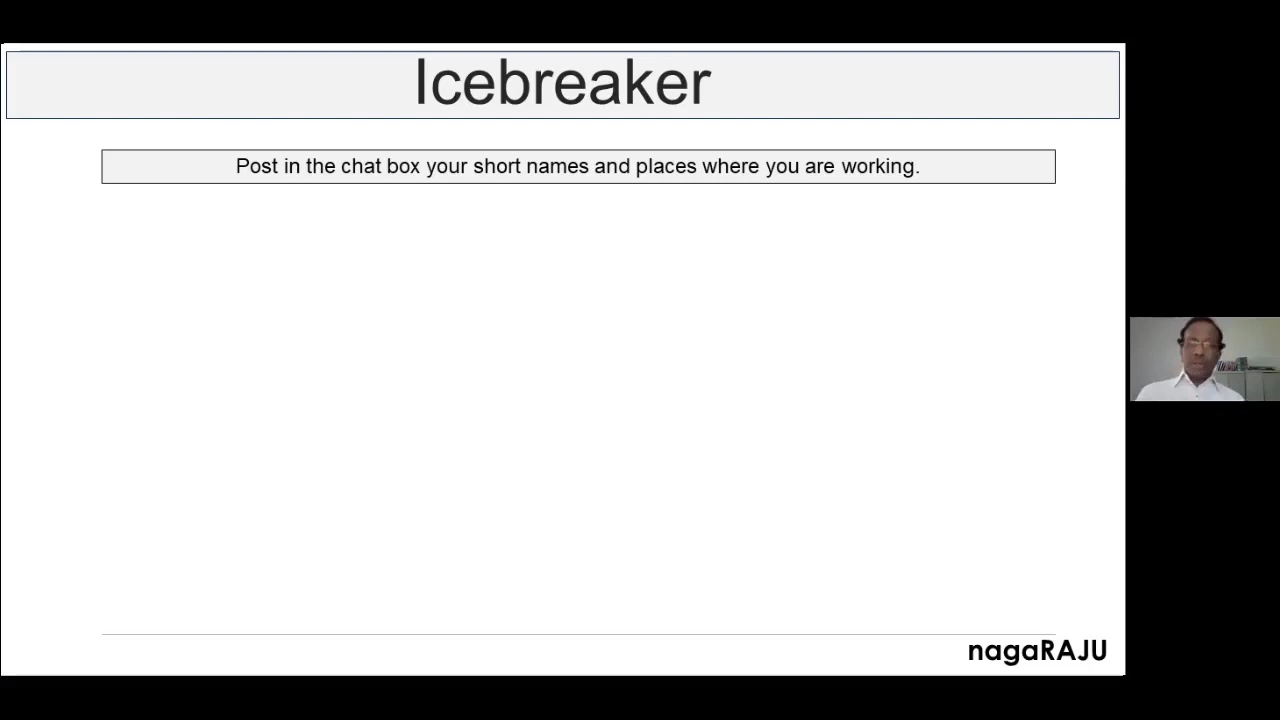 Icebreaker
Post in the chat box your short names and places where you are working.
nagaRAJU